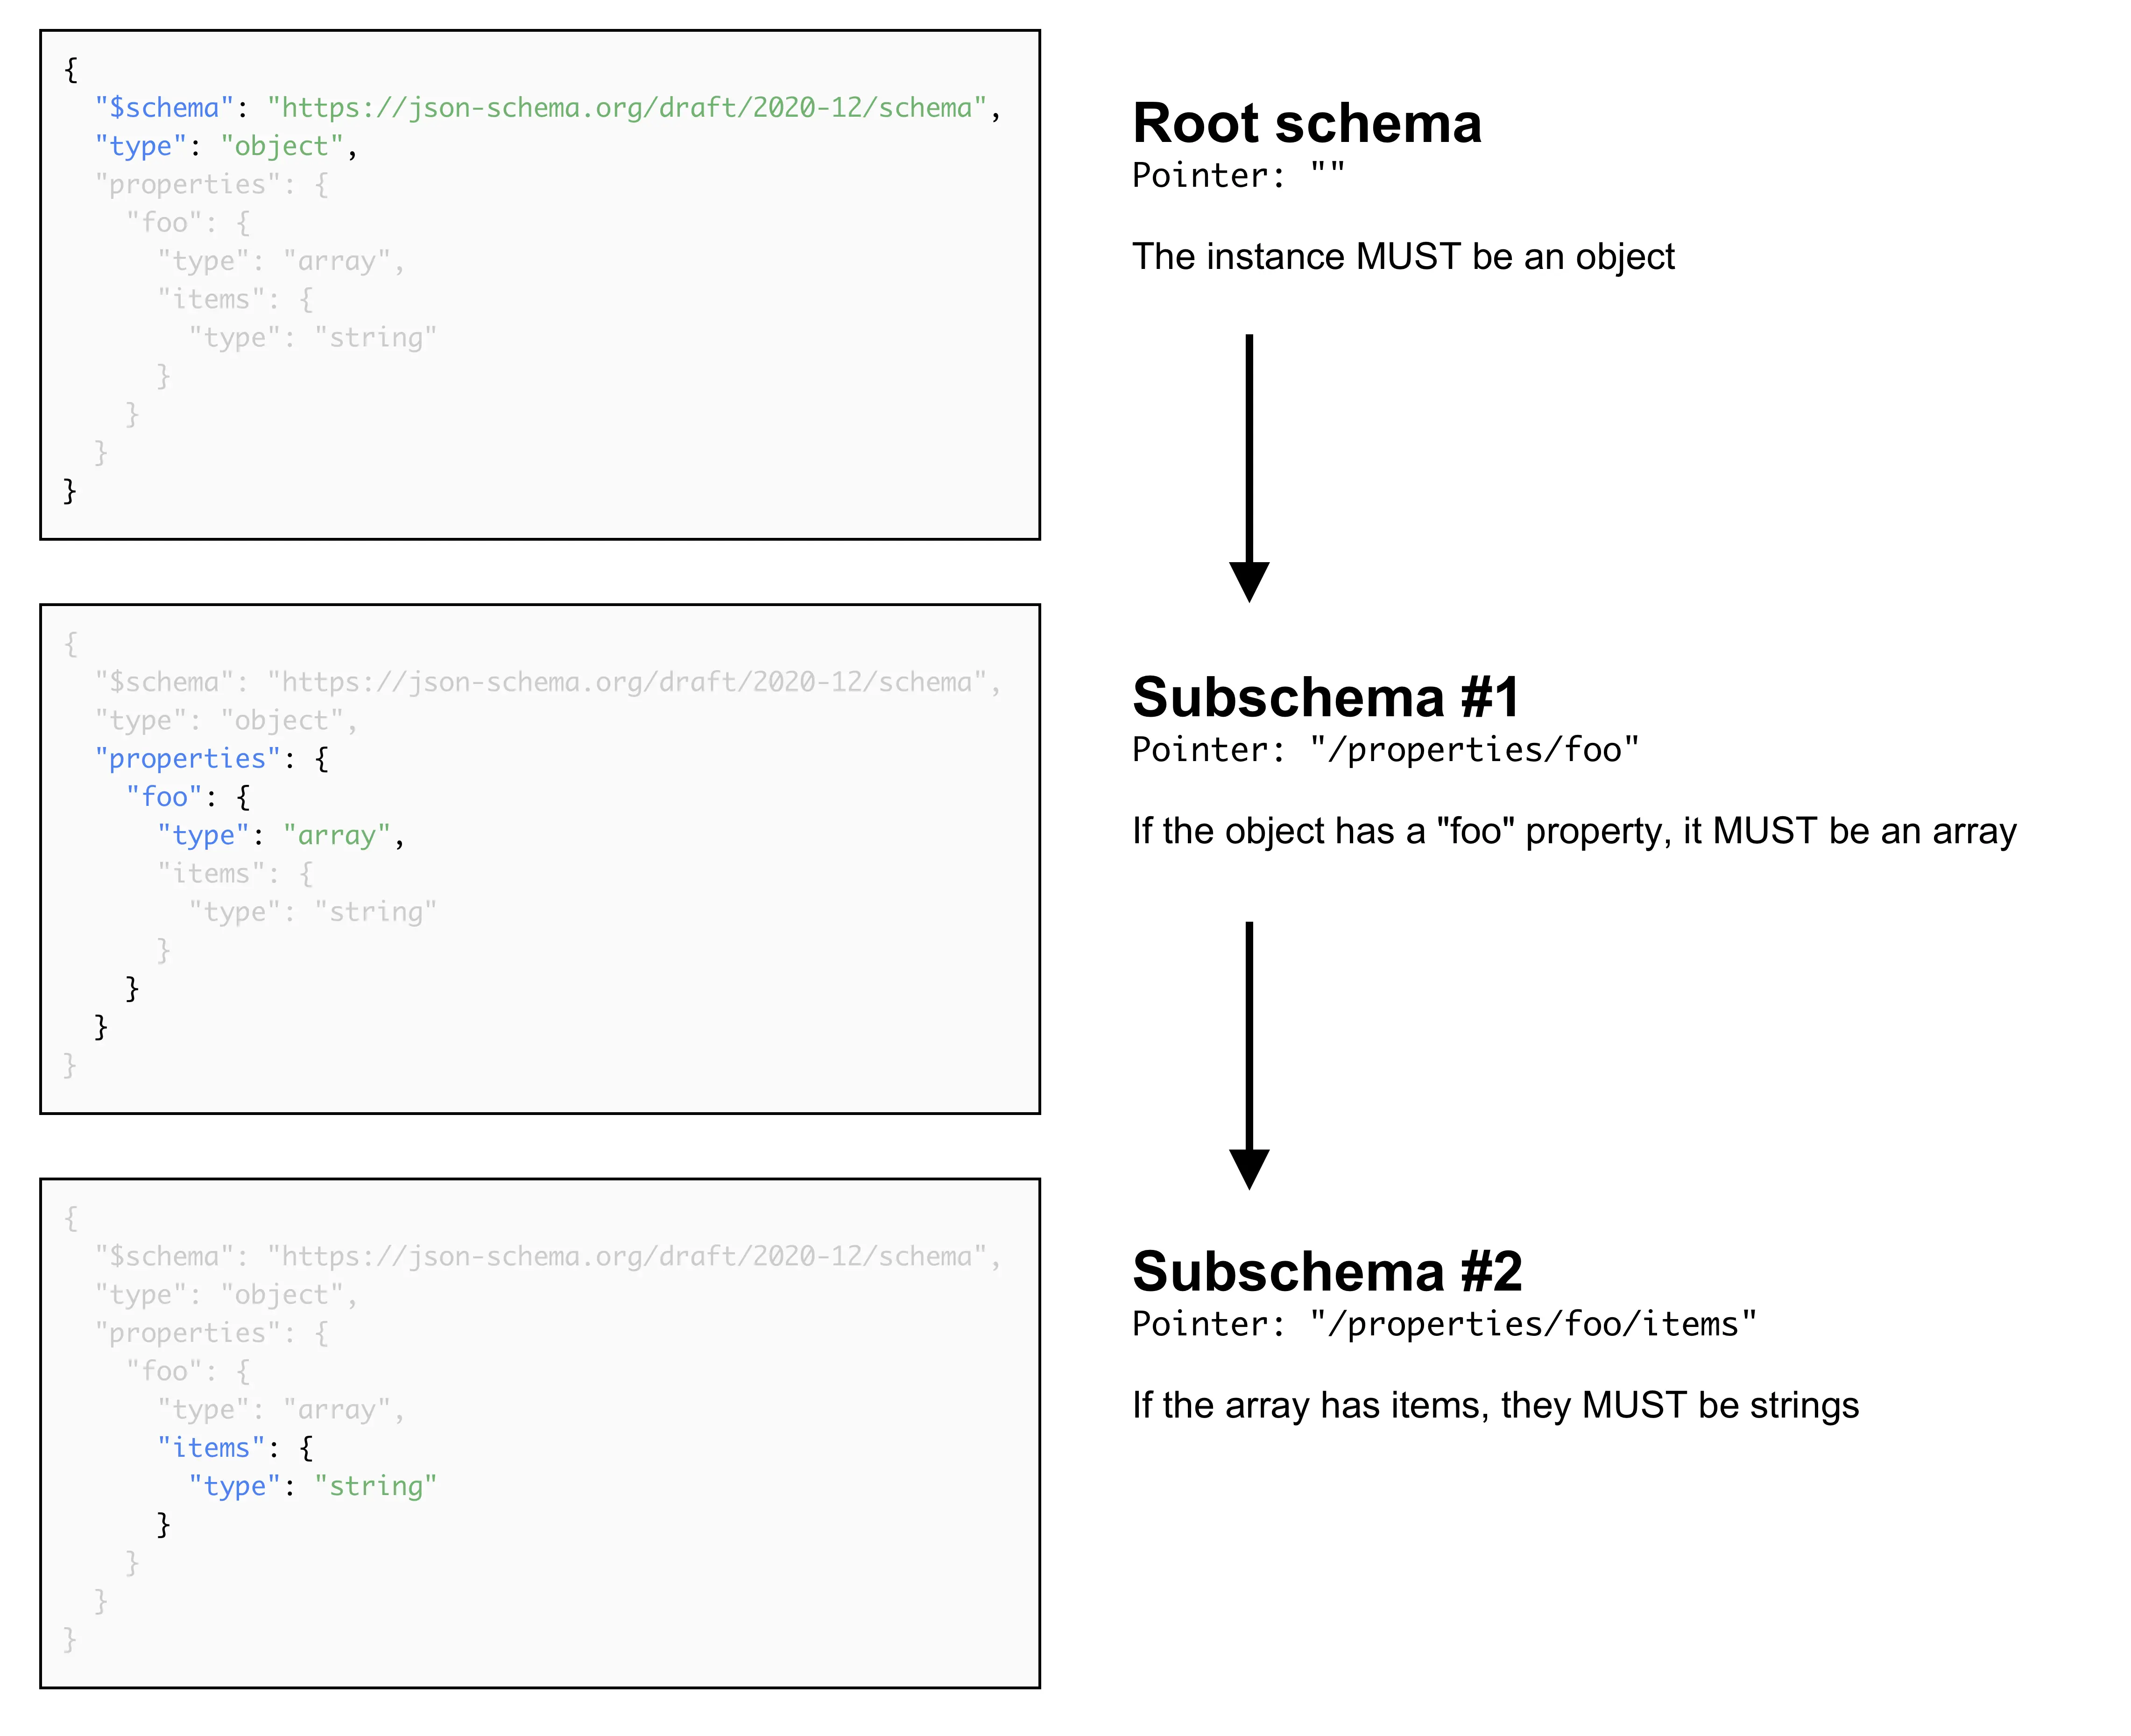 {
  "$schema": "https://json-schema.org/draft/2020-12/schema",
  "type": "object",
  "properties": {
    "foo": {
      "type": "array",
      "items": {
        "type": "string"
      }
    }
  }
}
Root schema
Pointer: ""
The instance MUST be an object
{
  "$schema": "https://json-schema.org/draft/2020-12/schema",
  "type": "object",
  "properties": {
    "foo": {
      "type": "array",
      "items": {
        "type": "string"
      }
    }
  }
}
Subschema #1
Pointer: "/properties/foo"
If the object has a "foo" property, it MUST be an array
{
  "$schema": "https://json-schema.org/draft/2020-12/schema",
  "type": "object",
  "properties": {
    "foo": {
      "type": "array",
      "items": {
        "type": "string"
      }
    }
  }
}
Subschema #2
Pointer: "/properties/foo/items"
If the array has items, they MUST be strings